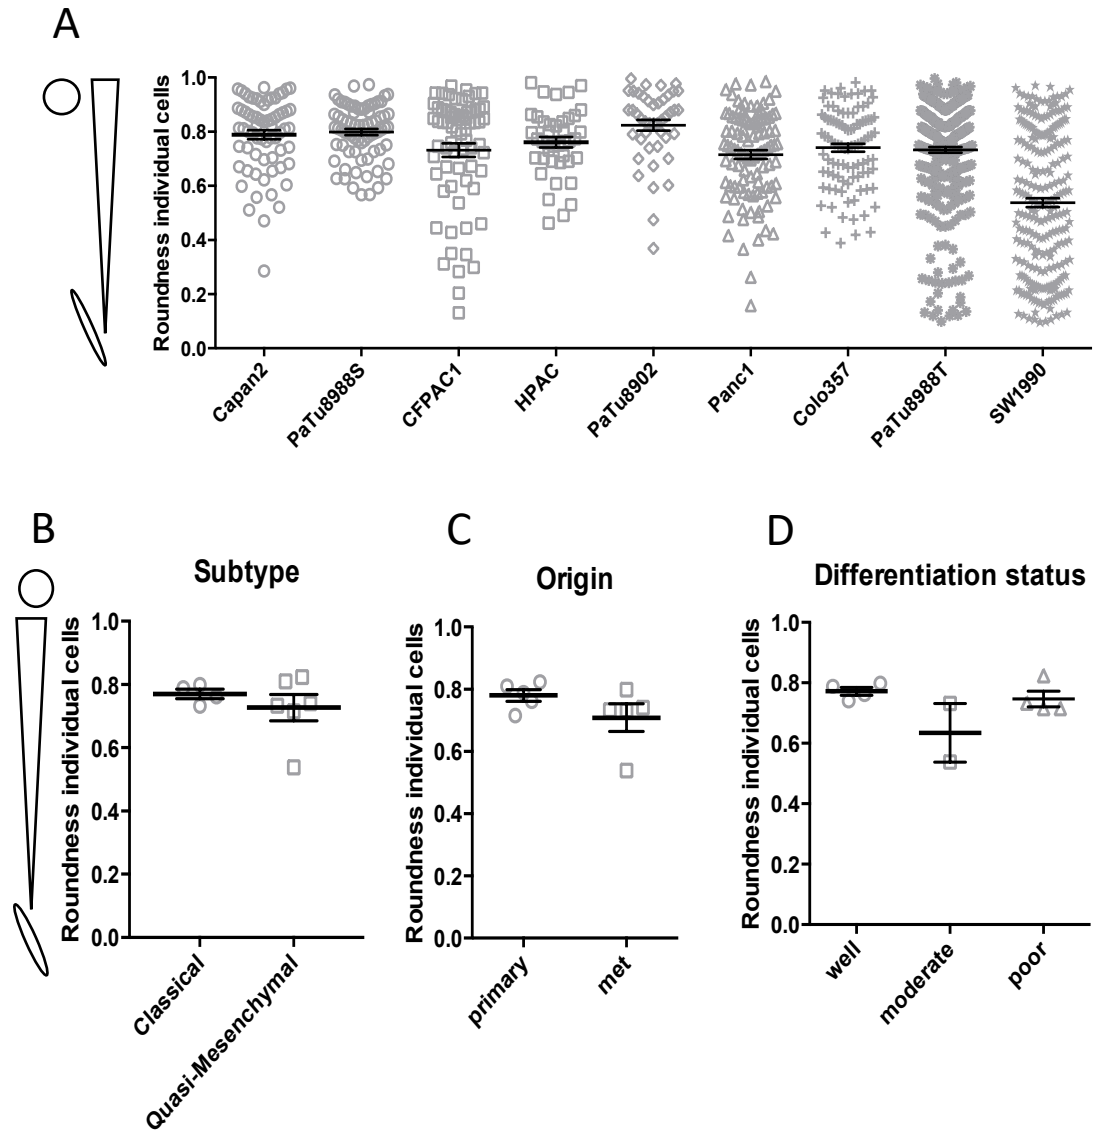 A
Roundness individual cells
1.0
0.8
0.6
0.4
0.2
0.0
Capan2
PaTu8988S
CFPAC1
HPAC
PaTu8902
Panc1
Colo357
PaTu8988T
SW1990
B
Subtype
Roundness individual cells
1.0
0.8
0.6
0.4
0.2
0.0
Classical
Quasi-Mesenchymal
C
Origin
Roundness individual cells
1.0
0.8
0.6
0.4
0.2
0.0
primary
met
D
Differentiation status
Roundness individual cells
1.0
0.8
0.6
0.4
0.2
0.0
well
moderate
poor